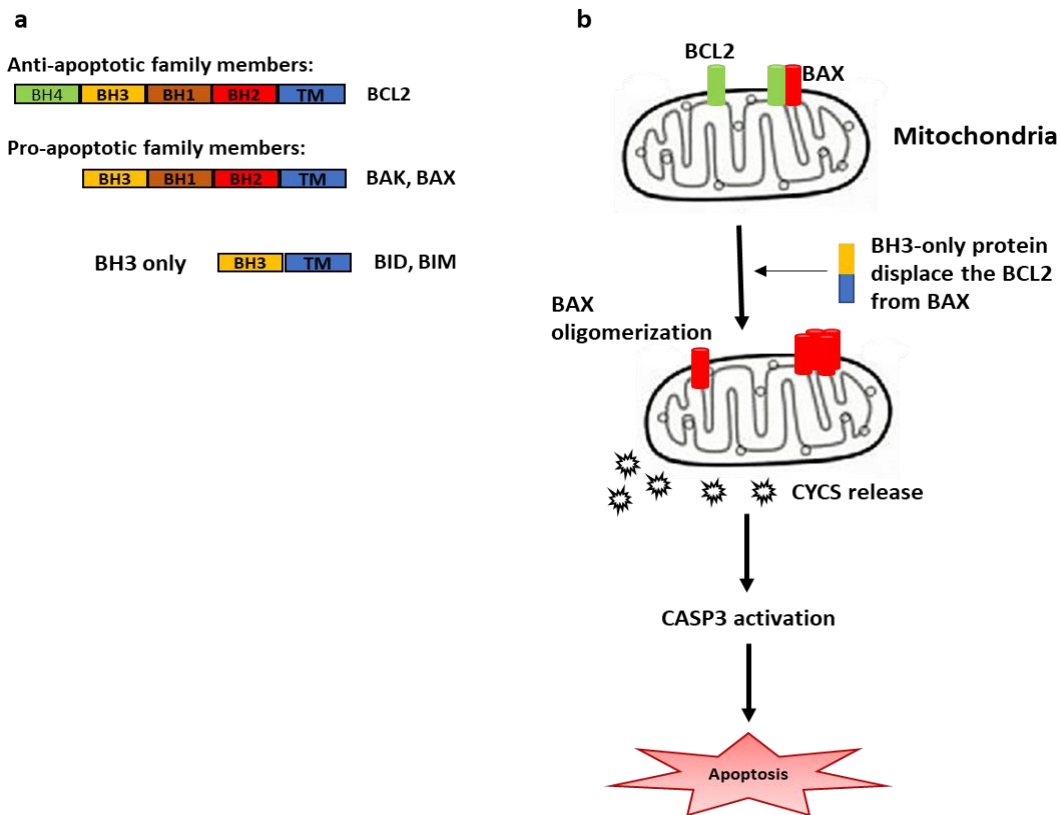 a
Anti-apoptotic family members:
BH4 BH3 BH1 BH2 TM BCL2
Pro-apoptotic family members:
BH3 BH1 BH2 TM BAK, BAX
BH3 only BH3 TM BID, BIM
b
BCL2
BAX
Mitochondria
BH3-only protein
displace the BCL2
from BAX
BAX
oligomerization
CYCS release
CASP3 activation
Apoptosis